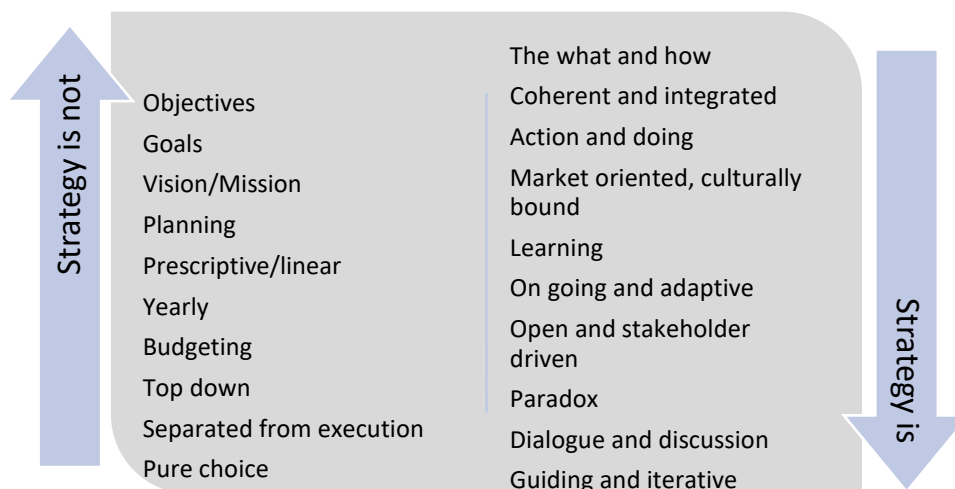 Strategy is not
Objectives
Goals
Vision/Mission
Planning
Prescriptive/linear
Yearly
Budgeting
Top down
Separated from execution
Pure choice
The what and how
Coherent and integrated
Action and doing
Market oriented, culturally
bound
Learning
On going and adaptive
Open and stakeholder
driven
Paradox
Dialogue and discussion
Guiding and iterative
Strategy is